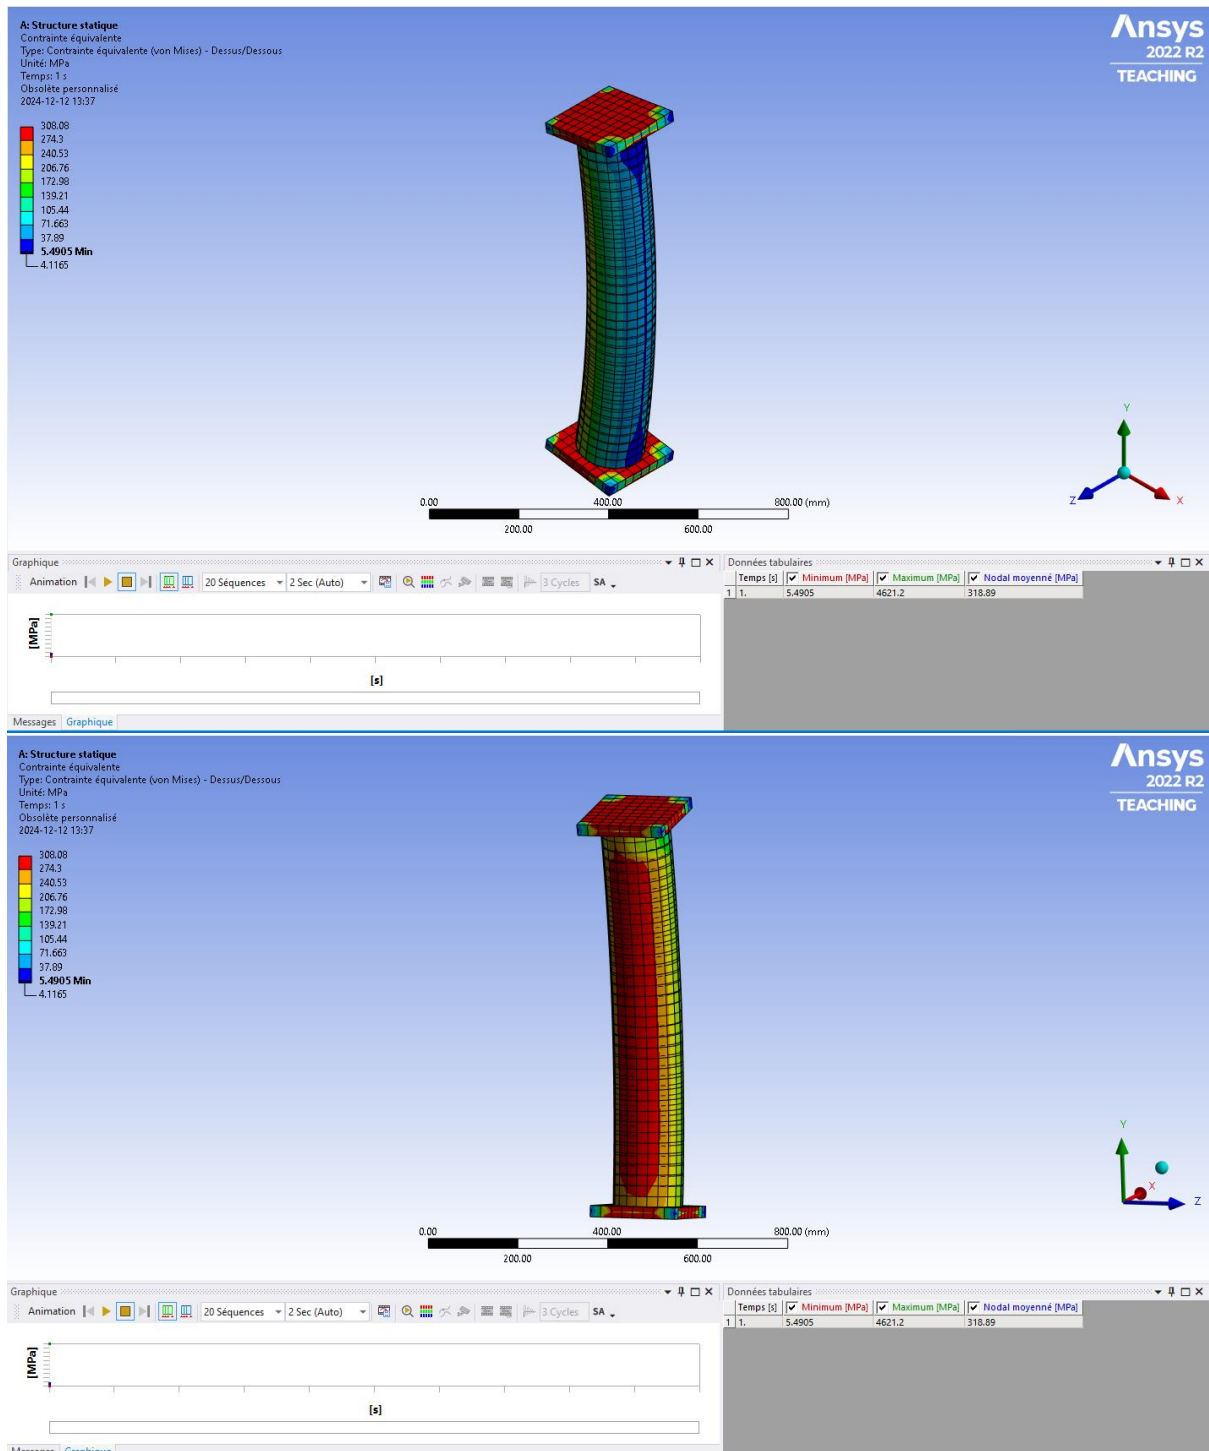 A: Structure statique
Contrainte équivalente
Type: Contrainte équivalente (von Mises) - Dessus/Dessous
Unité: MPa
Temps: 1 s
Obsolète personnalisé
2024-12-12 13:37
Ansys
2022 R2
TEACHING
308.08
274.3
240.53
206.76
172.98
139.21
105.44
71.663
37.89
5.4905 Min
4.1165
Y
Z
X
0.00 400.00 800.00 (mm)
200.00 600.00
Graphique
Animation 20 Séquences 2 Sec (Auto) 3 Cycles SA
[MPa]
[s]
Messages Graphique
Données tabulaires
Temps [s] Minimum [MPa] Maximum [MPa] Nodal moyenné [MPa]
1 1. 5.4905 4621.2 318.89
A: Structure statique
Contrainte équivalente
Type: Contrainte équivalente (von Mises) - Dessus/Dessous
Unité: MPa
Temps: 1 s
Obsolète personnalisé
2024-12-12 13:37
Ansys
2022 R2
TEACHING
308.08
274.3
240.53
206.76
172.98
139.21
105.44
71.663
37.89
5.4905 Min
4.1165
Y
X
Z
0.00 400.00 800.00 (mm)
200.00 600.00
Graphique
Animation 20 Séquences 2 Sec (Auto) 3 Cycles SA
[MPa]
[s]
Messages Graphique
Données tabulaires
Temps [s] Minimum [MPa] Maximum [MPa] Nodal moyenné [MPa]
1 1. 5.4905 4621.2 318.89